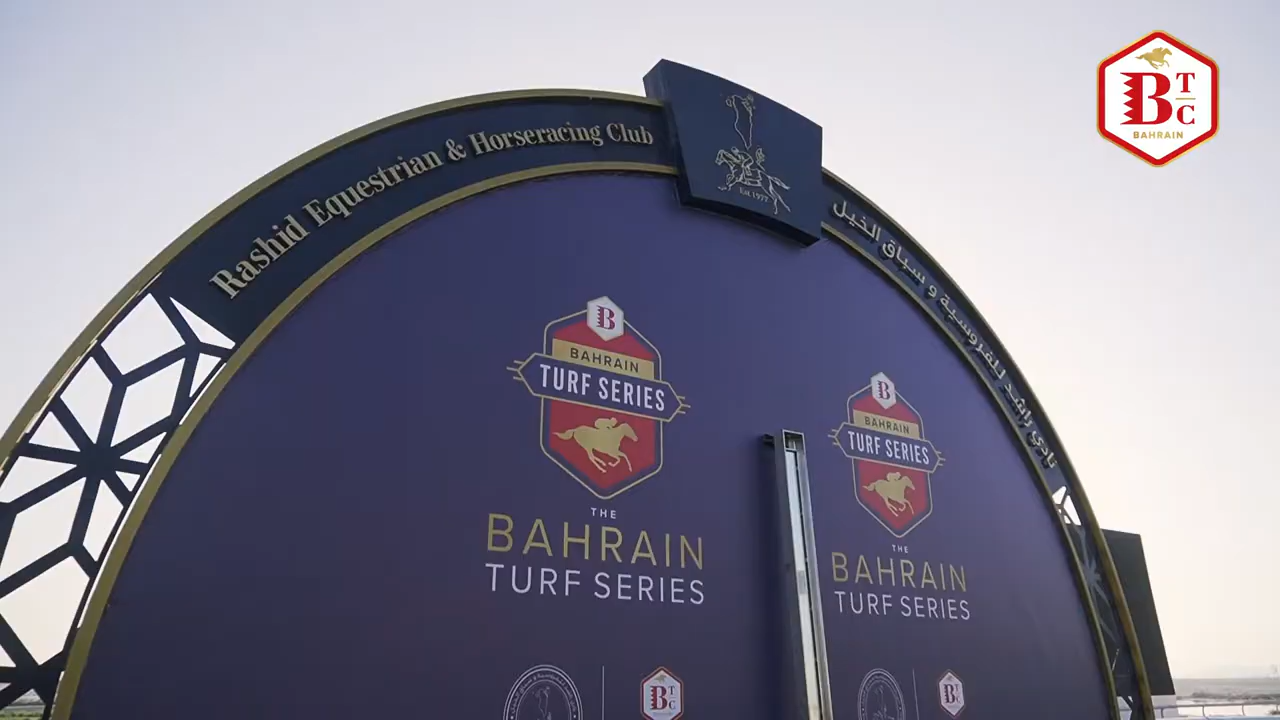 B T C
BAHRAIN
Rashid Equestrian & Horseracing Club
Est. 1977
نادي راشد للفروسية و سباق الخيل
B
BAHRAIN
TURF SERIES
THE
BAHRAIN
TURF SERIES
B
BAHRAIN
TURF SERIES
THE
BAHRAIN
TURF SERIES
B T C
B T C